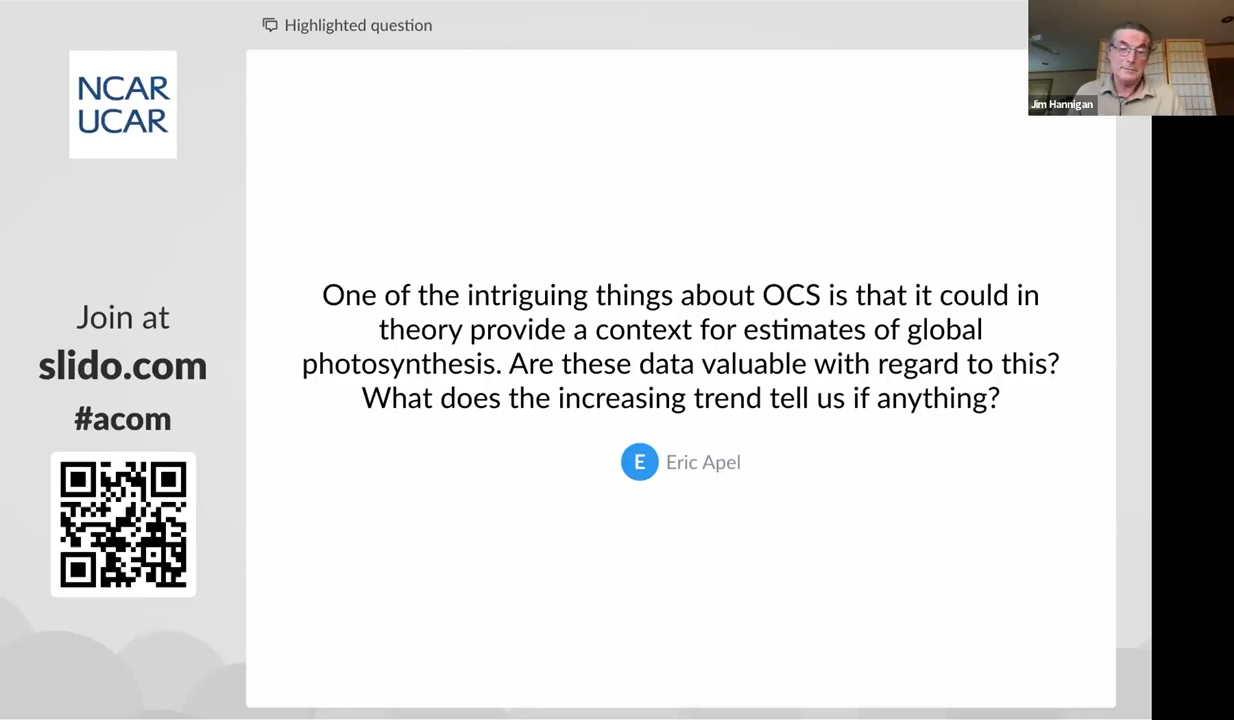 Highlighted question
NCAR
UCAR
Jim Hannigan
Join at
slido.com
#acom
One of the intriguing things about OCS is that it could in
theory provide a context for estimates of global
photosynthesis. Are these data valuable with regard to this?
What does the increasing trend tell us if anything?
E
Eric Apel